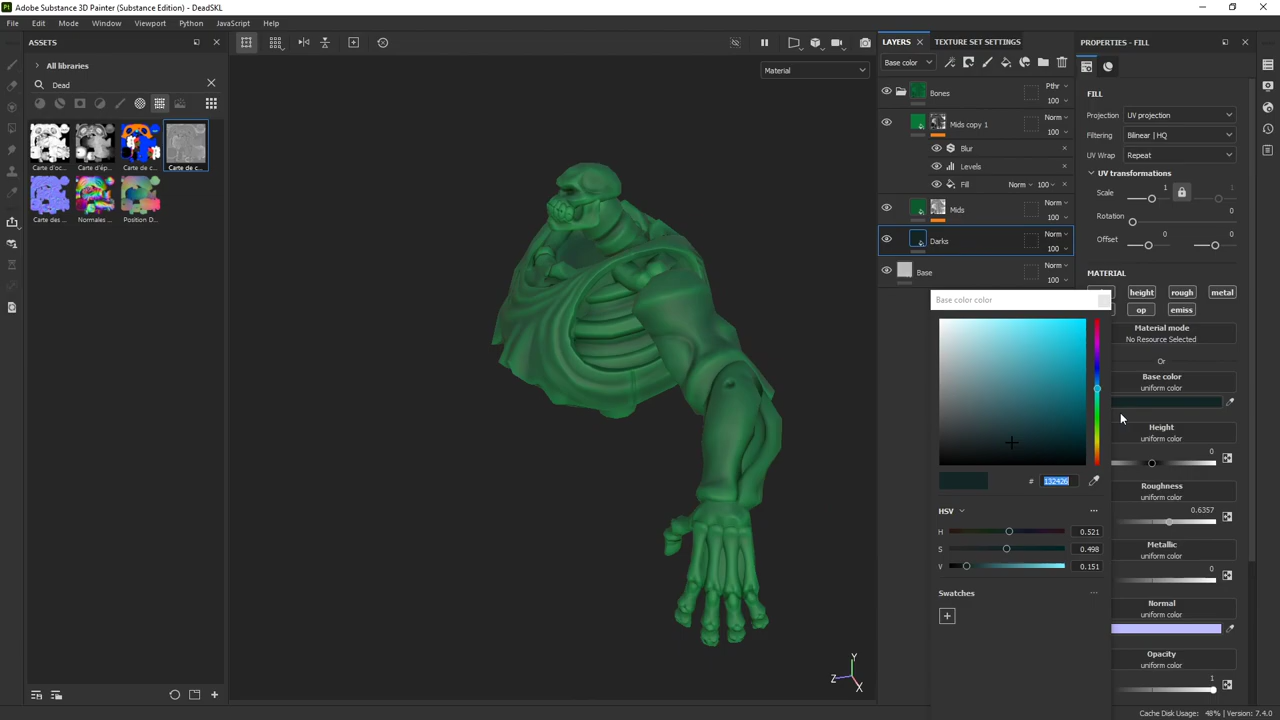 Adobe Substance 3D Painter (Substance Edition) - DeadSKL
File Edit Mode Window Viewport Python JavaScript Help
ASSETS
All libraries
Dead
Carte d'oc...
Carte d'ép...
Carte de c...
Carte de c...
Carte des ...
Normales ...
Position D...
Material
LAYERS
TEXTURE SET SETTINGS
Base color
Bones
Pthr
100
Mids copy 1
Norm
100
Blur
Levels
Fill
Norm
100
Mids
Norm
100
Darks
Norm
100
Base
Norm
100
Base color color
# 132426
HSV
H 0.521
S 0.498
V 0.151
Swatches
PROPERTIES - FILL
FILL
Projection UV projection
Filtering Bilinear | HQ
UV Wrap Repeat
UV transformations
Scale 1 1
Rotation 0
Offset 0 0
MATERIAL
height rough metal
op emiss
Material mode
No Resource Selected
Or
Base color
uniform color
Height
uniform color
0
Roughness
uniform color
0.6357
Metallic
uniform color
0
Normal
uniform color
Opacity
uniform color
1
Y
Z
X
Cache Disk Usage: 48% | Version: 7.4.0